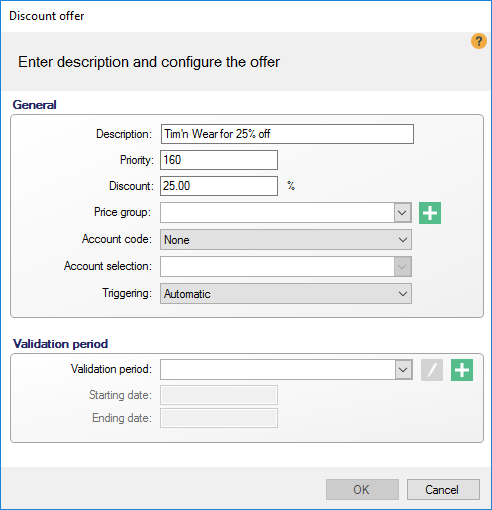 Discount offer
?
Enter description and configure the offer
General
Description: Tim'n Wear for 25% off
Priority: 160
Discount: 25.00 %
Price group:
Account code: None
Account selection:
Triggering: Automatic
Validation period
Validation period:
Starting date:
Ending date:
OK Cancel